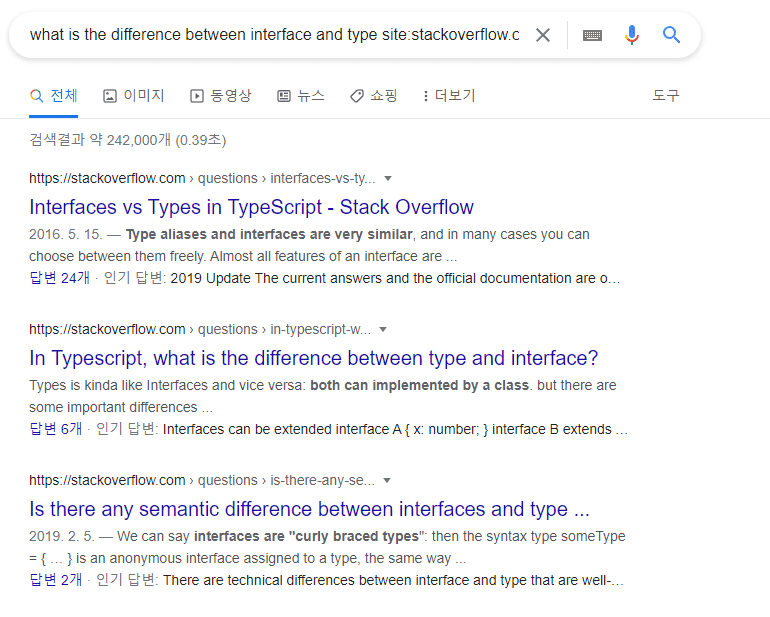 what is the difference between interface and type site:stackoverflow.c
전체 이미지 동영상 뉴스 쇼핑 더보기 도구
검색결과 약 242,000개 (0.39초)
https://stackoverflow.com › questions › interfaces-vs-ty...
Interfaces vs Types in TypeScript - Stack Overflow
2016. 5. 15. — Type aliases and interfaces are very similar, and in many cases you can
choose between them freely. Almost all features of an interface are ...
답변 24개 · 인기 답변: 2019 Update The current answers and the official documentation are o…
https://stackoverflow.com › questions › in-typescript-w...
In Typescript, what is the difference between type and interface?
Types is kinda like Interfaces and vice versa: both can implemented by a class. but there are
some important differences ...
답변 6개 · 인기 답변: Interfaces can be extended interface A { x: number; } interface B extends …
https://stackoverflow.com › questions › is-there-any-se...
Is there any semantic difference between interfaces and type ...
2019. 2. 5. — We can say interfaces are "curly braced types": then the syntax type someType
= { … } is an anonymous interface assigned to a type, the same way ...
답변 2개 · 인기 답변: There are technical differences between interface and type that are well-…